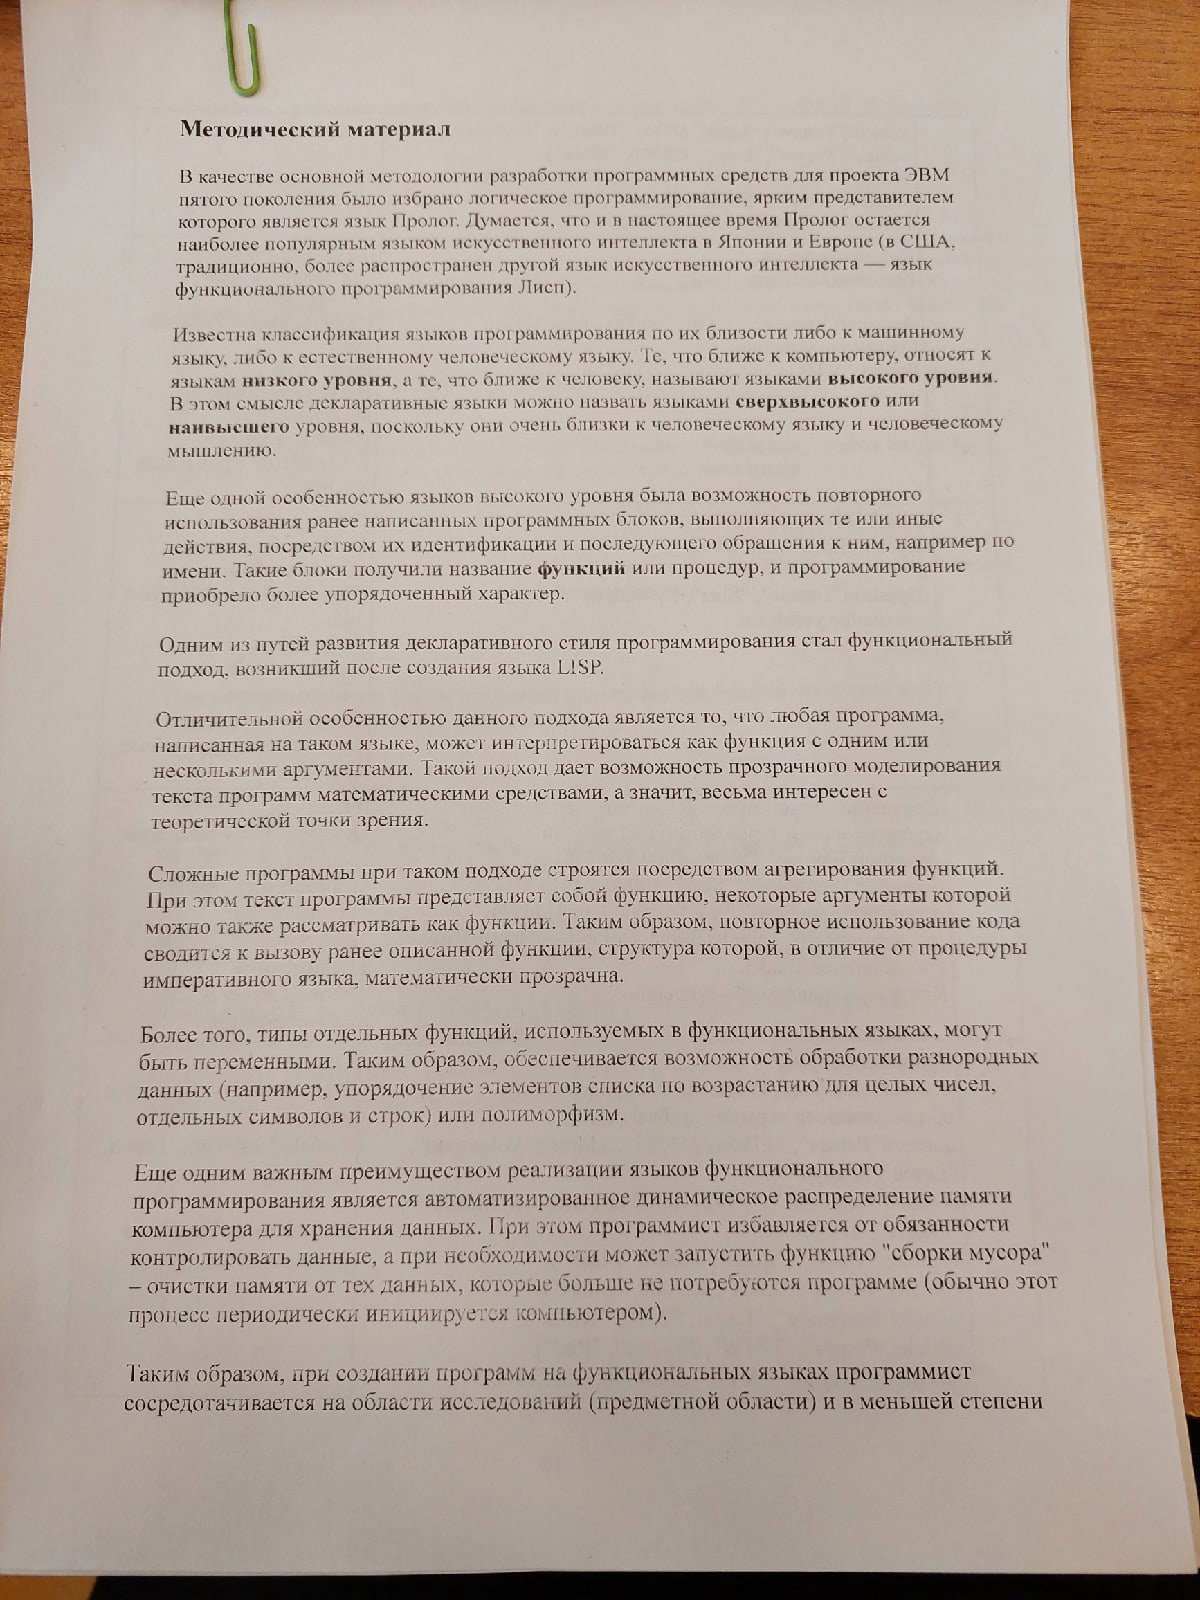 Методический материал
В качестве основной методологии разработки программных средств для проекта ЭВМ
пятого поколения было избрано логическое программирование, ярким представителем
которого является язык Пролог. Думается, что и в настоящее время Пролог остается
наиболее популярным языком искусственного интеллекта в Японии и Европе (в США,
традиционно, более распространен другой язык искусственного интеллекта — язык
функционального программирования Лисп).
Известна классификация языков программирования по их близости либо к машинному
языку, либо к естественному человеческому языку. Те, что ближе к компьютеру, относят к
языкам низкого уровня, а те, что ближе к человеку, называют языками высокого уровня.
В этом смысле декларативные языки можно назвать языками сверхвысокого или
наивысшего уровня, поскольку они очень близки к человеческому языку и человеческому
мышлению.
Еще одной особенностью языков высокого уровня была возможность повторного
использования ранее написанных программных блоков, выполняющих те или иные
действия, посредством их идентификации и последующего обращения к ним, например по
имени. Такие блоки получили название функций или процедур, и программирование
приобрело более упорядоченный характер.
Одним из путей развития декларативного стиля программирования стал функциональный
подход, возникший после создания языка LISP.
Отличительной особенностью данного подхода является то, что любая программа,
написанная на таком языке, может интерпретироваться как функция с одним или
несколькими аргументами. Такой подход дает возможность прозрачного моделирования
текста программ математическими средствами, а значит, весьма интересен с
теоретической точки зрения.
Сложные программы при таком подходе строятся посредством агрегирования функций.
При этом текст программы представляет собой функцию, некоторые аргументы которой
можно также рассматривать как функции. Таким образом, повторное использование кода
сводится к вызову ранее описанной функции, структура которой, в отличие от процедуры
императивного языка, математически прозрачна.
Более того, типы отдельных функций, используемых в функциональных языках, могут
быть переменными. Таким образом, обеспечивается возможность обработки разнородных
данных (например, упорядочение элементов списка по возрастанию для целых чисел,
отдельных символов и строк) или полиморфизм.
Еще одним важным преимуществом реализации языков функционального
программирования является автоматизированное динамическое распределение памяти
компьютера для хранения данных. При этом программист избавляется от обязанности
контролировать данные, а при необходимости может запустить функцию "сборки мусора"
– очистки памяти от тех данных, которые больше не потребуются программе (обычно этот
процесс периодически инициируется компьютером).
Таким образом, при создании программ на функциональных языках программист
сосредотачивается на области исследований (предметной области) и в меньшей степени